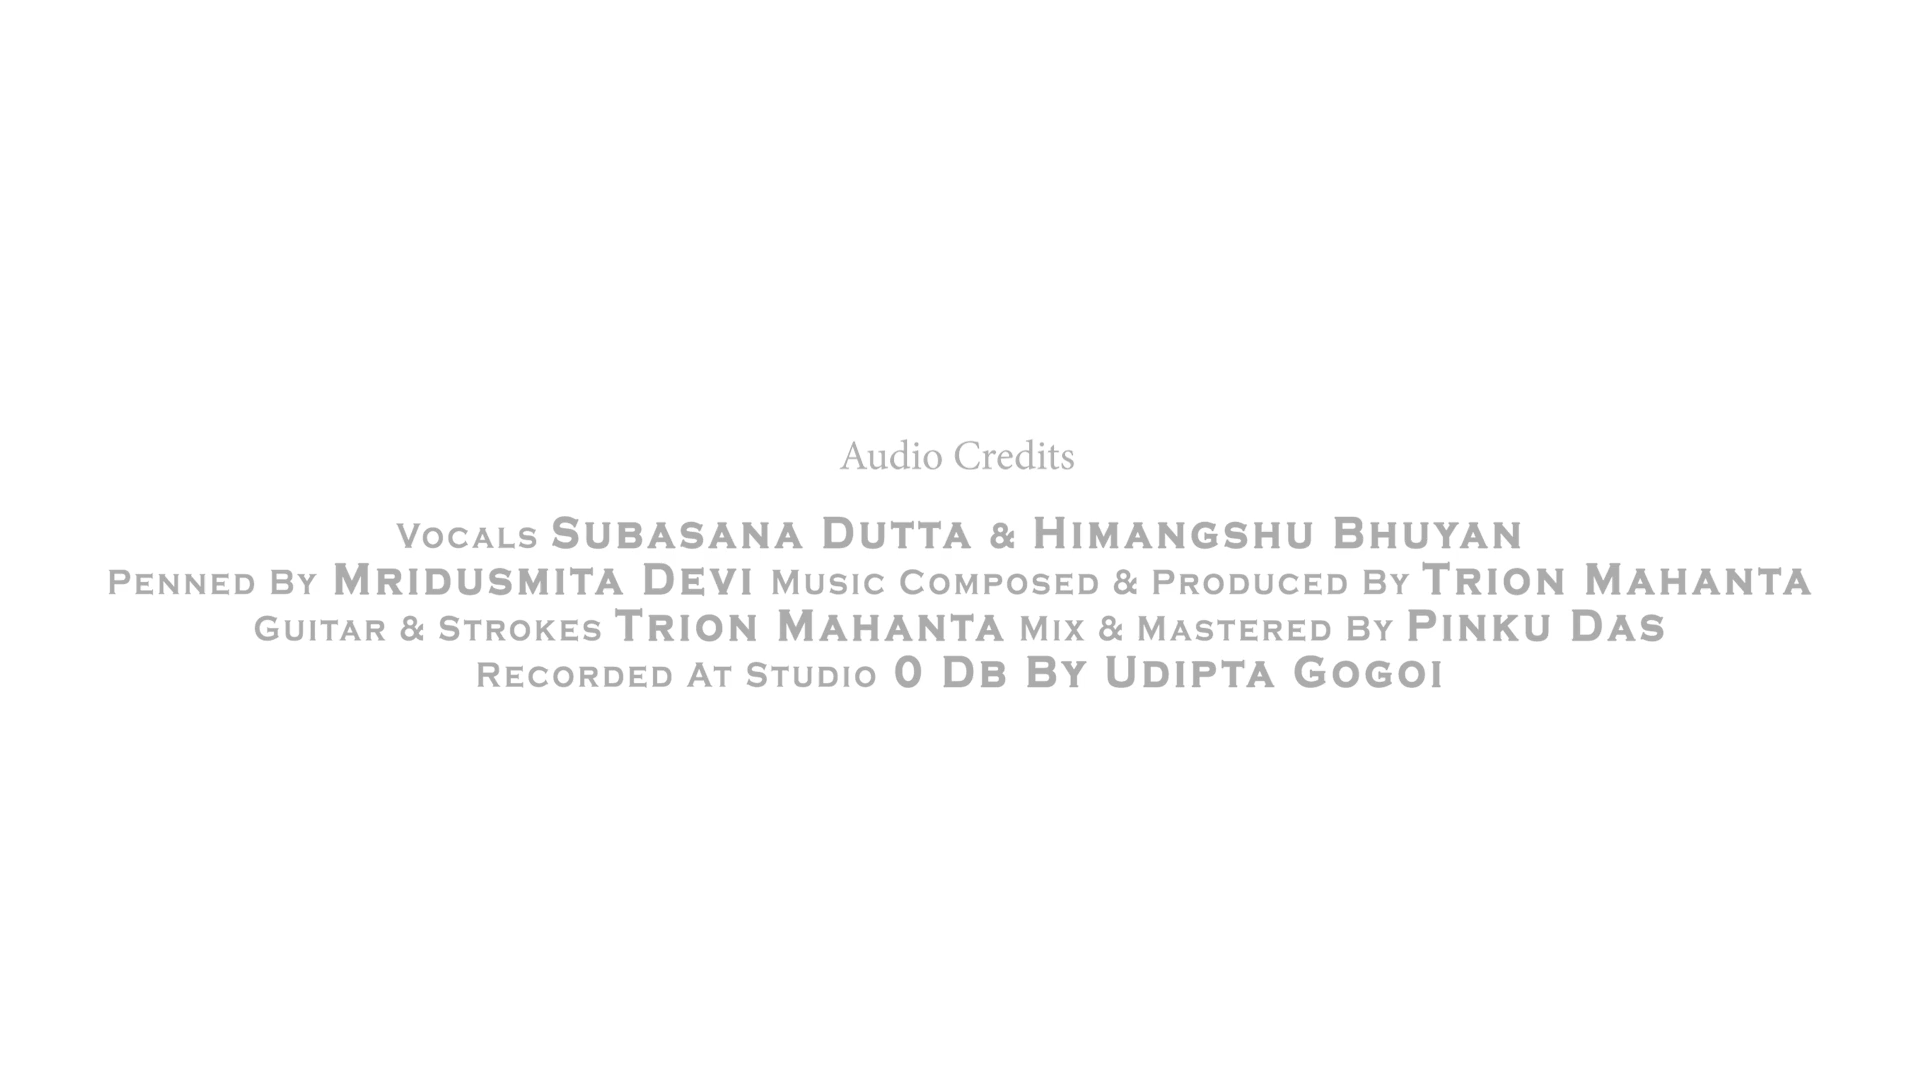 Audio Credits
Vocals Subasana Dutta & Himangshu Bhuyan
Penned By Mridusmita Devi Music Composed & Produced By Trion Mahanta
Guitar & Strokes Trion Mahanta Mix & Mastered By Pinku Das
Recorded At Studio 0 Db By Udipta Gogoi